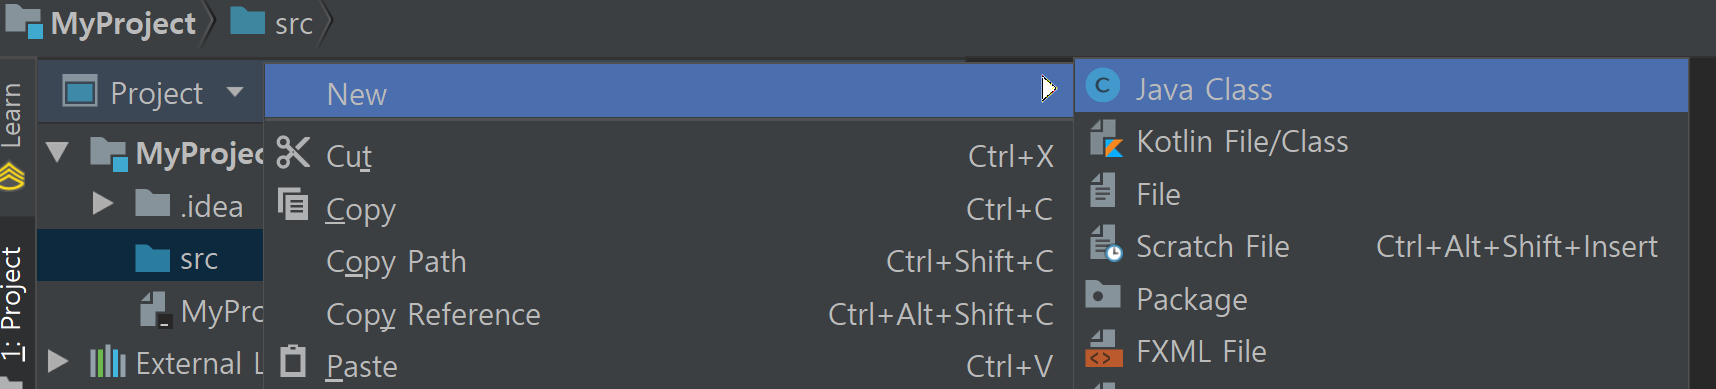 MyProject src
Learn
1: Project
Project
MyProjec
.idea
src
MyPro
External L
New
Cut Ctrl+X
Copy Ctrl+C
Copy Path Ctrl+Shift+C
Copy Reference Ctrl+Alt+Shift+C
Paste Ctrl+V
Java Class
Kotlin File/Class
File
Scratch File Ctrl+Alt+Shift+Insert
Package
FXML File